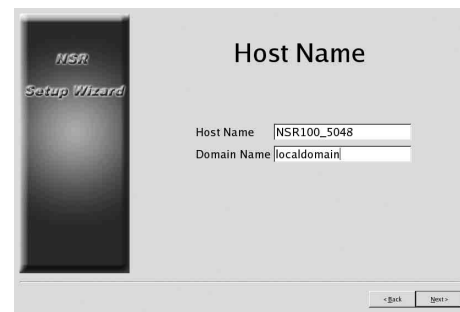 NSR
Setup Wizard
Host Name
Host Name NSR100_5048
Domain Name localdomain
< Back Next >